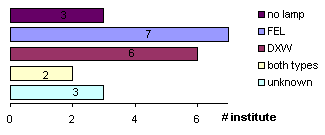 3 no lamp
7 FEL
6 DXW
2 both types
3 unknown
0 2 4 6 # institute